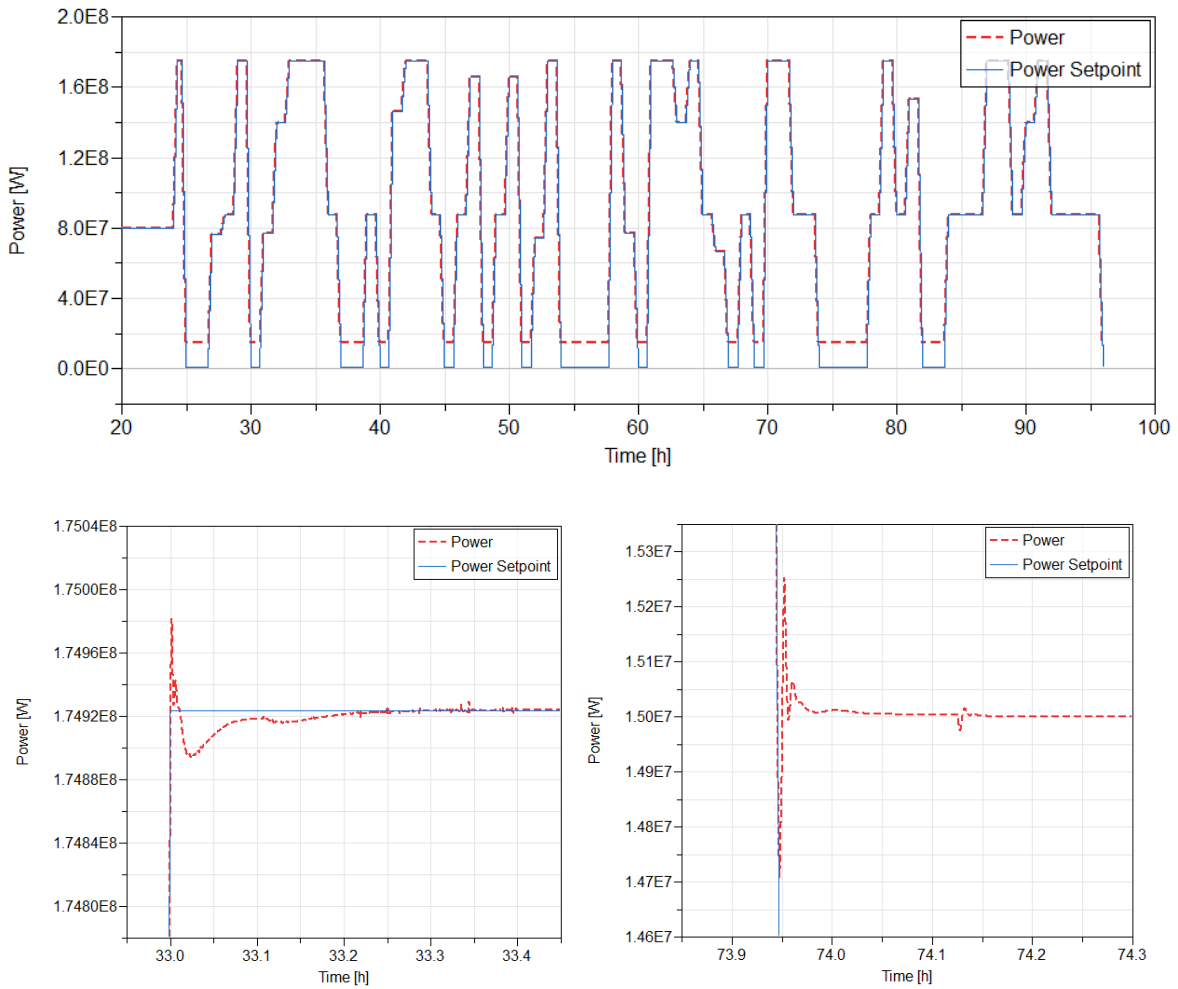 2.0E8
1.6E8
1.2E8
8.0E7
4.0E7
0.0E0
Power [W]
Power
Power Setpoint
20 30 40 50 60 70 80 90 100
Time [h]
1.7504E8
1.7500E8
1.7496E8
1.7492E8
1.7488E8
1.7484E8
1.7480E8
Power [W]
Power
Power Setpoint
33.0 33.1 33.2 33.3 33.4
Time [h]
1.53E7
1.52E7
1.51E7
1.50E7
1.49E7
1.48E7
1.47E7
1.46E7
Power [W]
Power
Power Setpoint
73.9 74.0 74.1 74.2 74.3
Time [h]